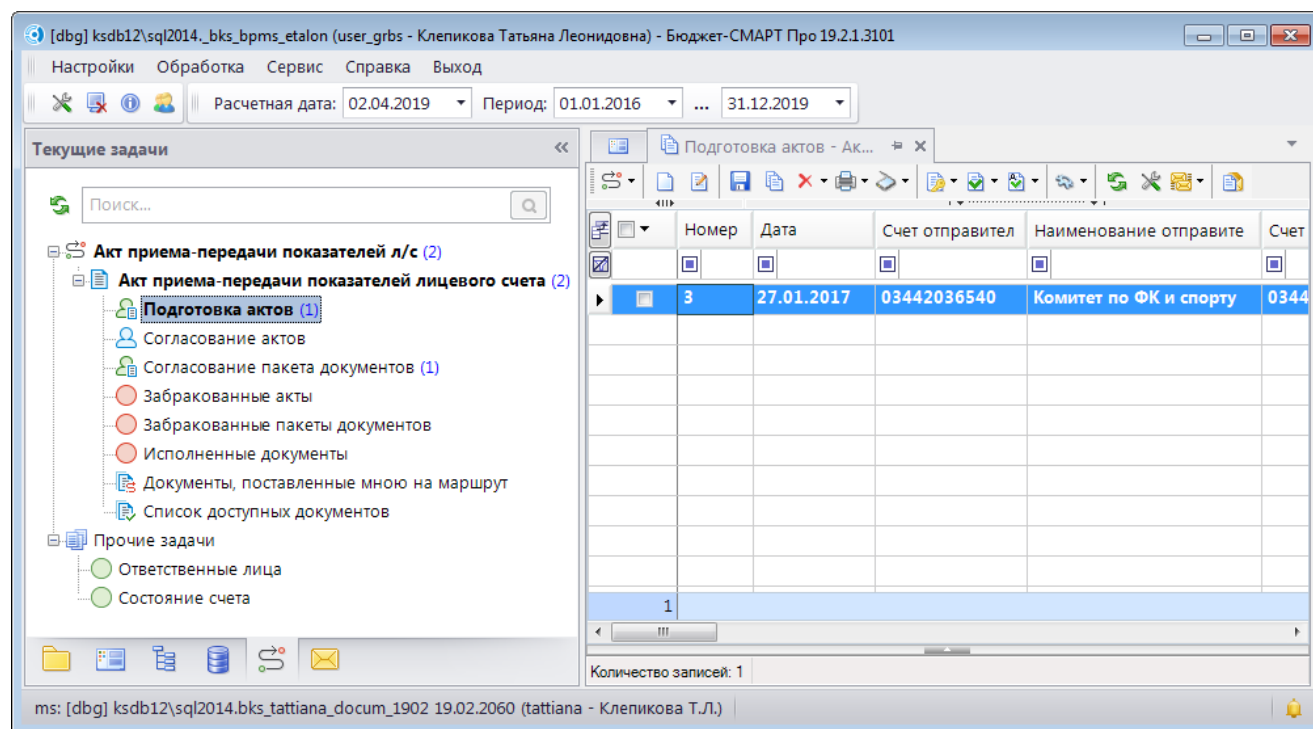 [dbg] ksdb12\sql2014._bks_bpms_etalon (user_grbs - Клепикова Татьяна Леонидовна) - Бюджет-СМАРТ Про 19.2.1.3101
Настройки Обработка Сервис Справка Выход
Расчетная дата: 02.04.2019 Период: 01.01.2016 ... 31.12.2019
Текущие задачи
Поиск...
Акт приема-передачи показателей л/с (2)
Акт приема-передачи показателей лицевого счета (2)
Подготовка актов (1)
Согласование актов
Согласование пакета документов (1)
Забракованные акты
Забракованные пакеты документов
Исполненные документы
Документы, поставленные мною на маршрут
Список доступных документов
Прочие задачи
Ответственные лица
Состояние счета
Подготовка актов - Ак...
Номер Дата Счет отправител Наименование отправите Счет
3 27.01.2017 03442036540 Комитет по ФК и спорту 0344
1
Количество записей: 1
ms: [dbg] ksdb12\sql2014.bks_tattiana_docum_1902 19.02.2060 (tattiana - Клепикова Т.Л.)